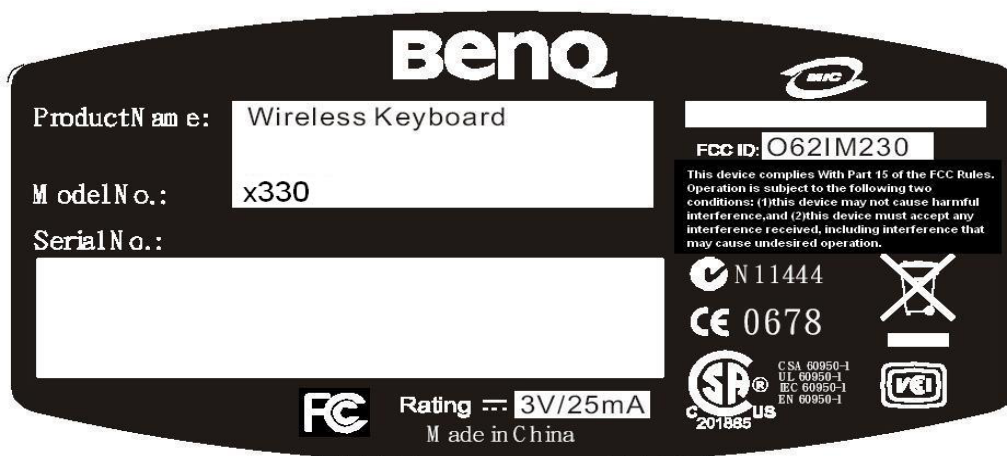 BenQ
MIC
ProductName: Wireless Keyboard
FCC ID: O62IM230
This device complies With Part 15 of the FCC Rules.
Operation is subject to the following two
conditions: (1)this device may not cause harmful
interference,and (2)this device must accept any
interference received, including interference that
may cause undesired operation.
ModelNo.: x330
SerialNo.:
N11444
CE 0678
CSA 60950-1
UL 60950-1
IEC 60950-1
EN 60950-1
SA ®
C US
201885
VCI
FC
Rating 3V/25mA
Made in China